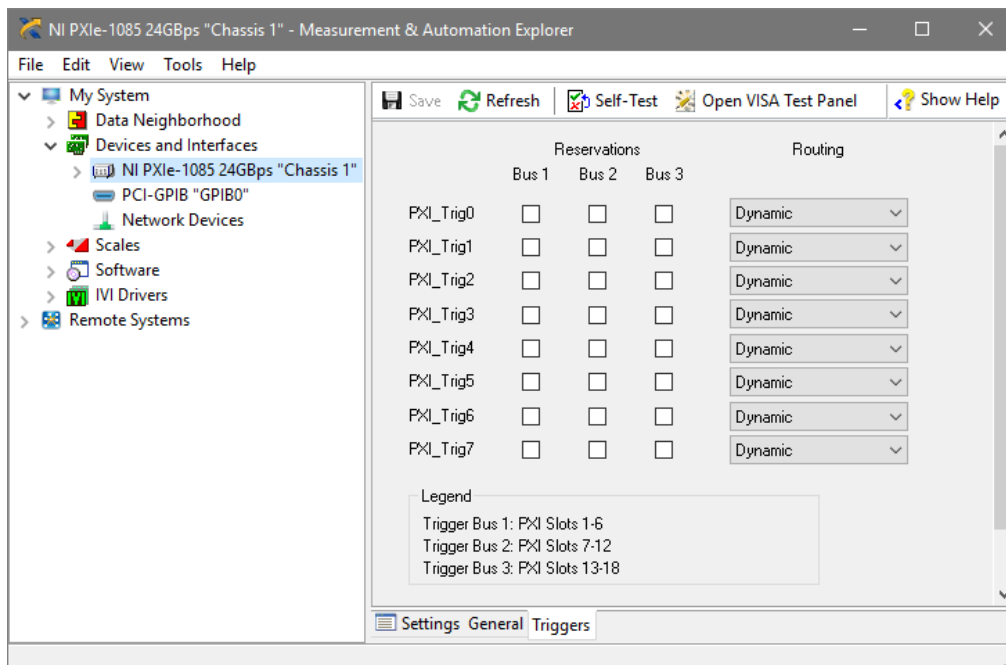 NI PXIe-1085 24GBps "Chassis 1" - Measurement & Automation Explorer
File Edit View Tools Help
My System
Data Neighborhood
Devices and Interfaces
NI PXIe-1085 24GBps "Chassis 1"
PCI-GPIB "GPIB0"
Network Devices
Scales
Software
IVI Drivers
Remote Systems
Save Refresh Self-Test Open VISA Test Panel Show Help
Reservations Routing
Bus 1 Bus 2 Bus 3
PXI_Trig0 Dynamic
PXI_Trig1 Dynamic
PXI_Trig2 Dynamic
PXI_Trig3 Dynamic
PXI_Trig4 Dynamic
PXI_Trig5 Dynamic
PXI_Trig6 Dynamic
PXI_Trig7 Dynamic
Legend
Trigger Bus 1: PXI Slots 1-6
Trigger Bus 2: PXI Slots 7-12
Trigger Bus 3: PXI Slots 13-18
Settings General Triggers